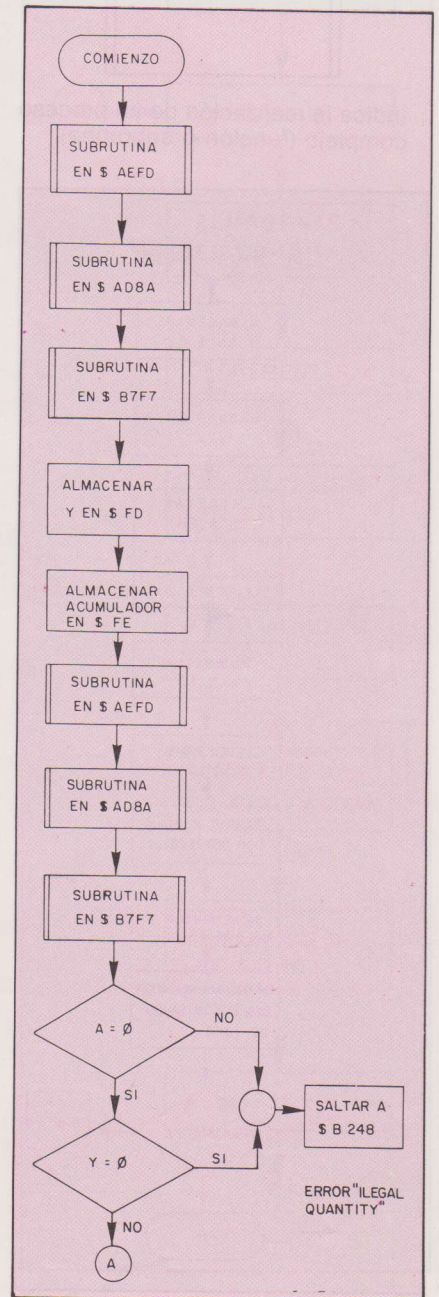 COMIENZO
SUBRUTINA
EN $ AEFD
SUBRUTINA
EN $ AD8A
SUBRUTINA
EN $ B7F7
ALMACENAR
Y EN $ FD
ALMACENAR
ACUMULADOR
EN $ FE
SUBRUTINA
EN $ AEFD
SUBRUTINA
EN $ AD8A
SUBRUTINA
EN $ B7F7
A = Ø
NO
SI
SALTAR A
$ B 248
Y = Ø
SI
ERROR "ILEGAL
QUANTITY"
NO
A